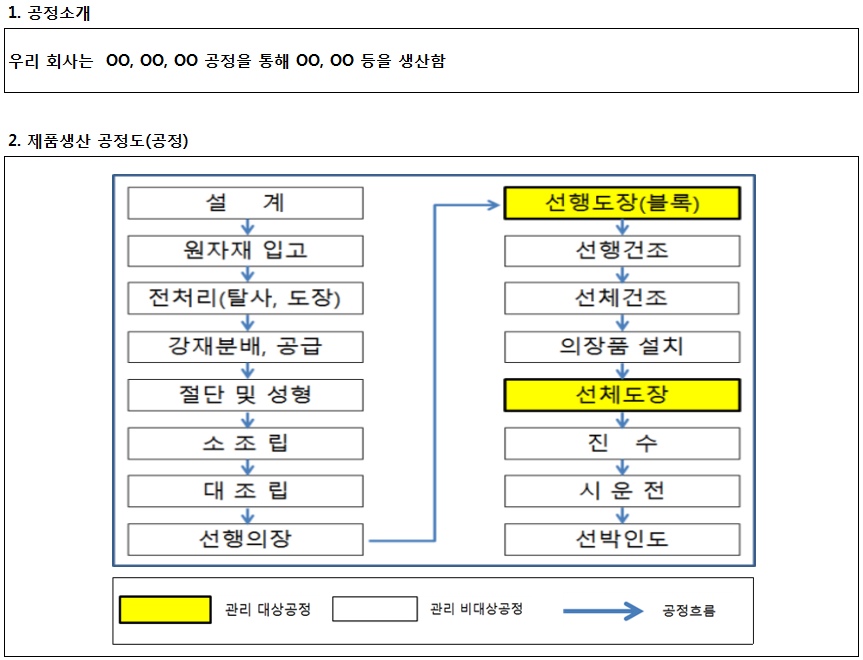 1. 공정소개
우리 회사는 OO, OO, OO 공정을 통해 OO, OO 등을 생산함
2. 제품생산 공정도(공정)
설 계
원자재 입고
전처리(탈사, 도장)
강재분배, 공급
절단 및 성형
소 조 립
대 조 립
선행의장
선행도장(블록)
선행건조
선체건조
의장품 설치
선체도장
진 수
시 운 전
선박인도
관리 대상공정
관리 비대상공정
공정흐름